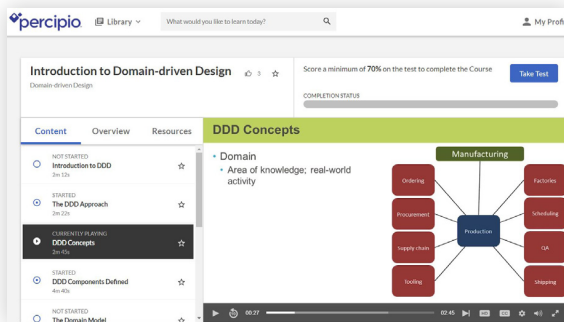 percipio
Library
What would you like to learn today?
My Profi
Introduction to Domain-driven Design
3
Domain-driven Design
Score a minimum of 70% on the test to complete the Course
Take Test
COMPLETION STATUS
Content Overview Resources
NOT STARTED
Introduction to DDD
2m 12s
STARTED
The DDD Approach
2m 22s
CURRENTLY PLAYING
DDD Concepts
2m 45s
STARTED
DDD Components Defined
4m 40s
NOT STARTED
The Domain Model
DDD Concepts
• Domain
• Area of knowledge; real-world
activity
Manufacturing
Ordering
Factories
Procurement
Scheduling
Production
Supply chain
QA
Tooling
Shipping
00:27
02:45